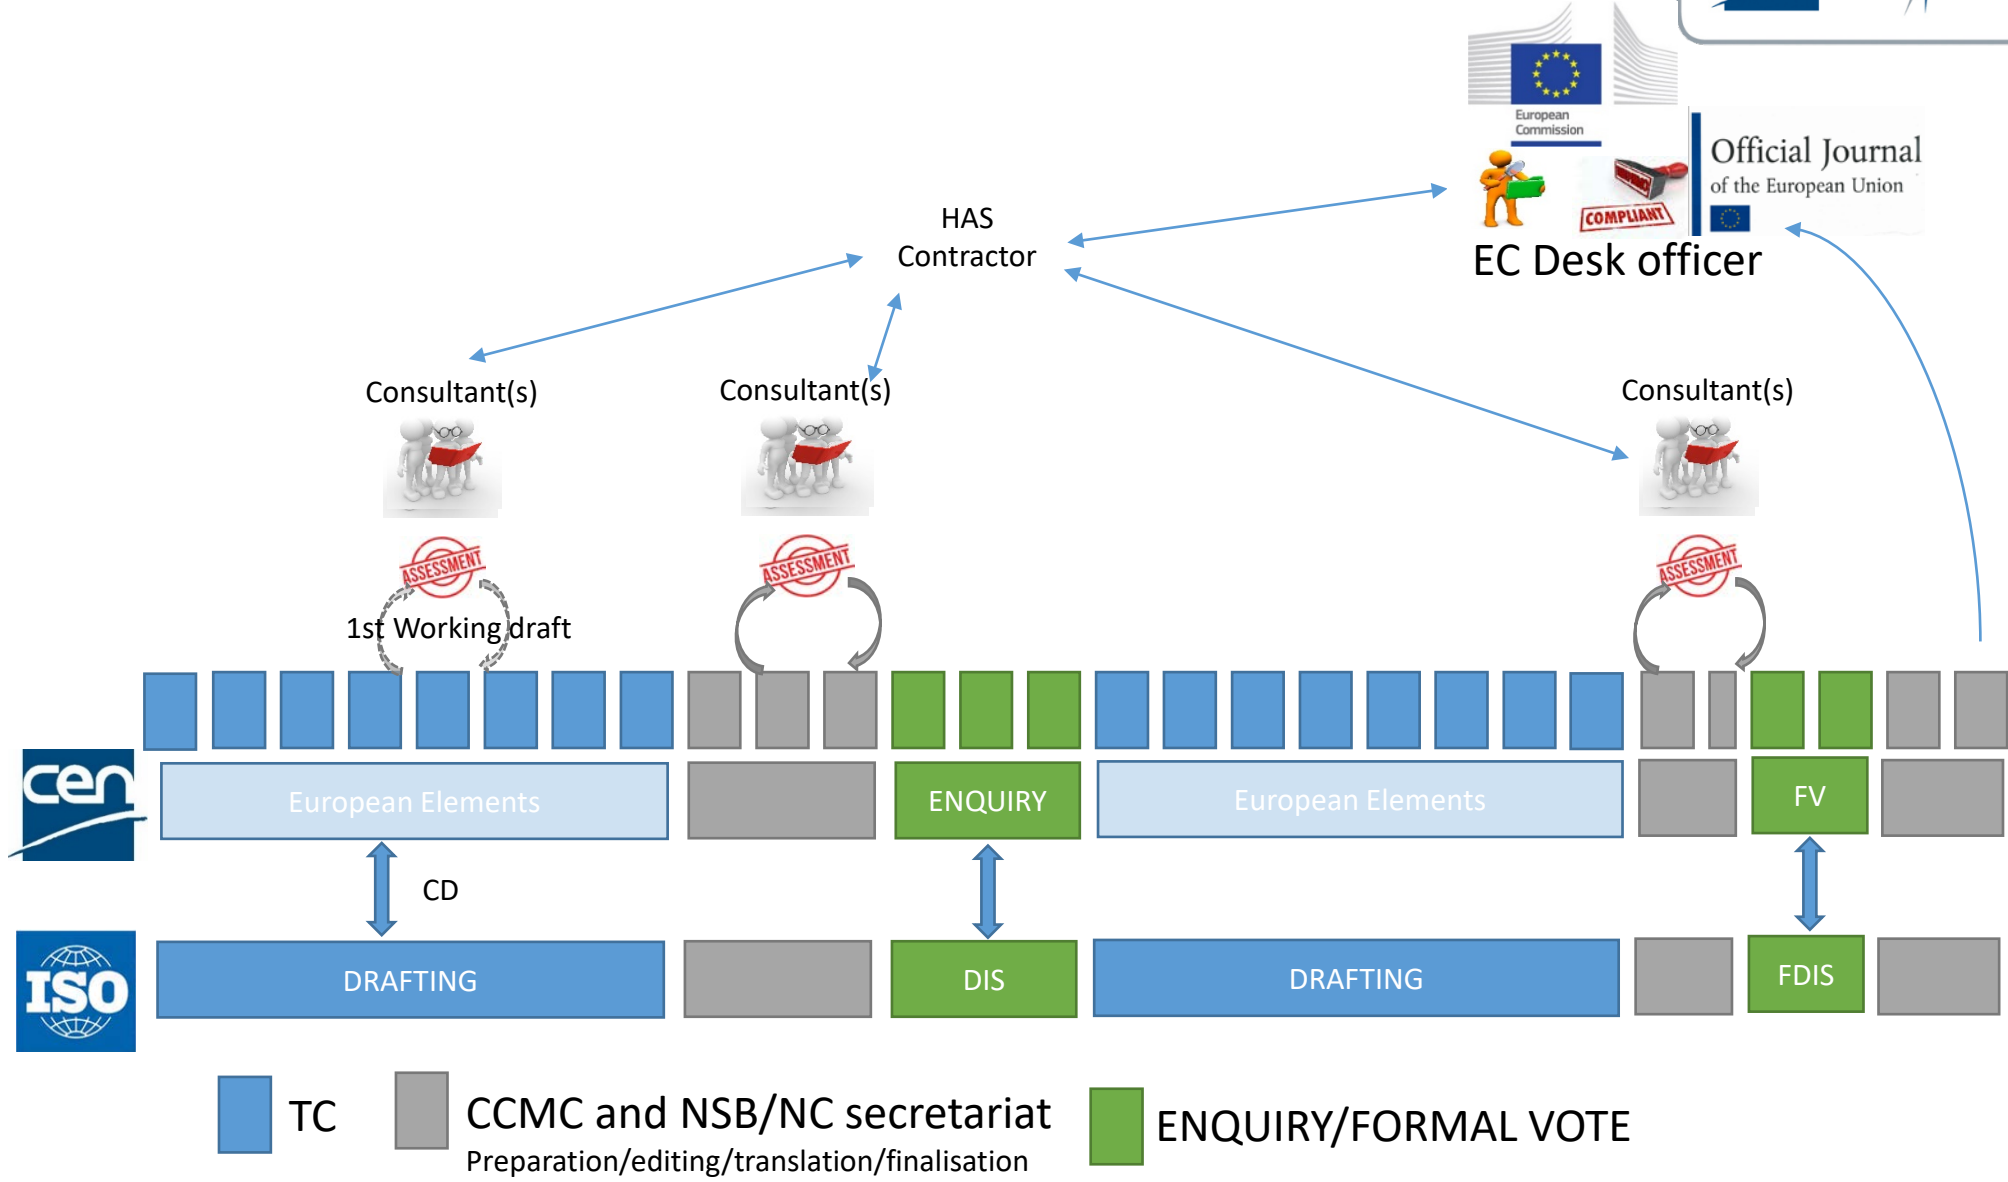 European
Commission
Official Journal
of the European Union
COMPLIANT
EC Desk officer
HAS
Contractor
Consultant(s)
Consultant(s)
Consultant(s)
ASSESSMENT
ASSESSMENT
ASSESSMENT
1st Working draft
cen
European Elements
ENQUIRY
European Elements
FV
CD
ISO
DRAFTING
DIS
DRAFTING
FDIS
TC
CCMC and NSB/NC secretariat
Preparation/editing/translation/finalisation
ENQUIRY/FORMAL VOTE